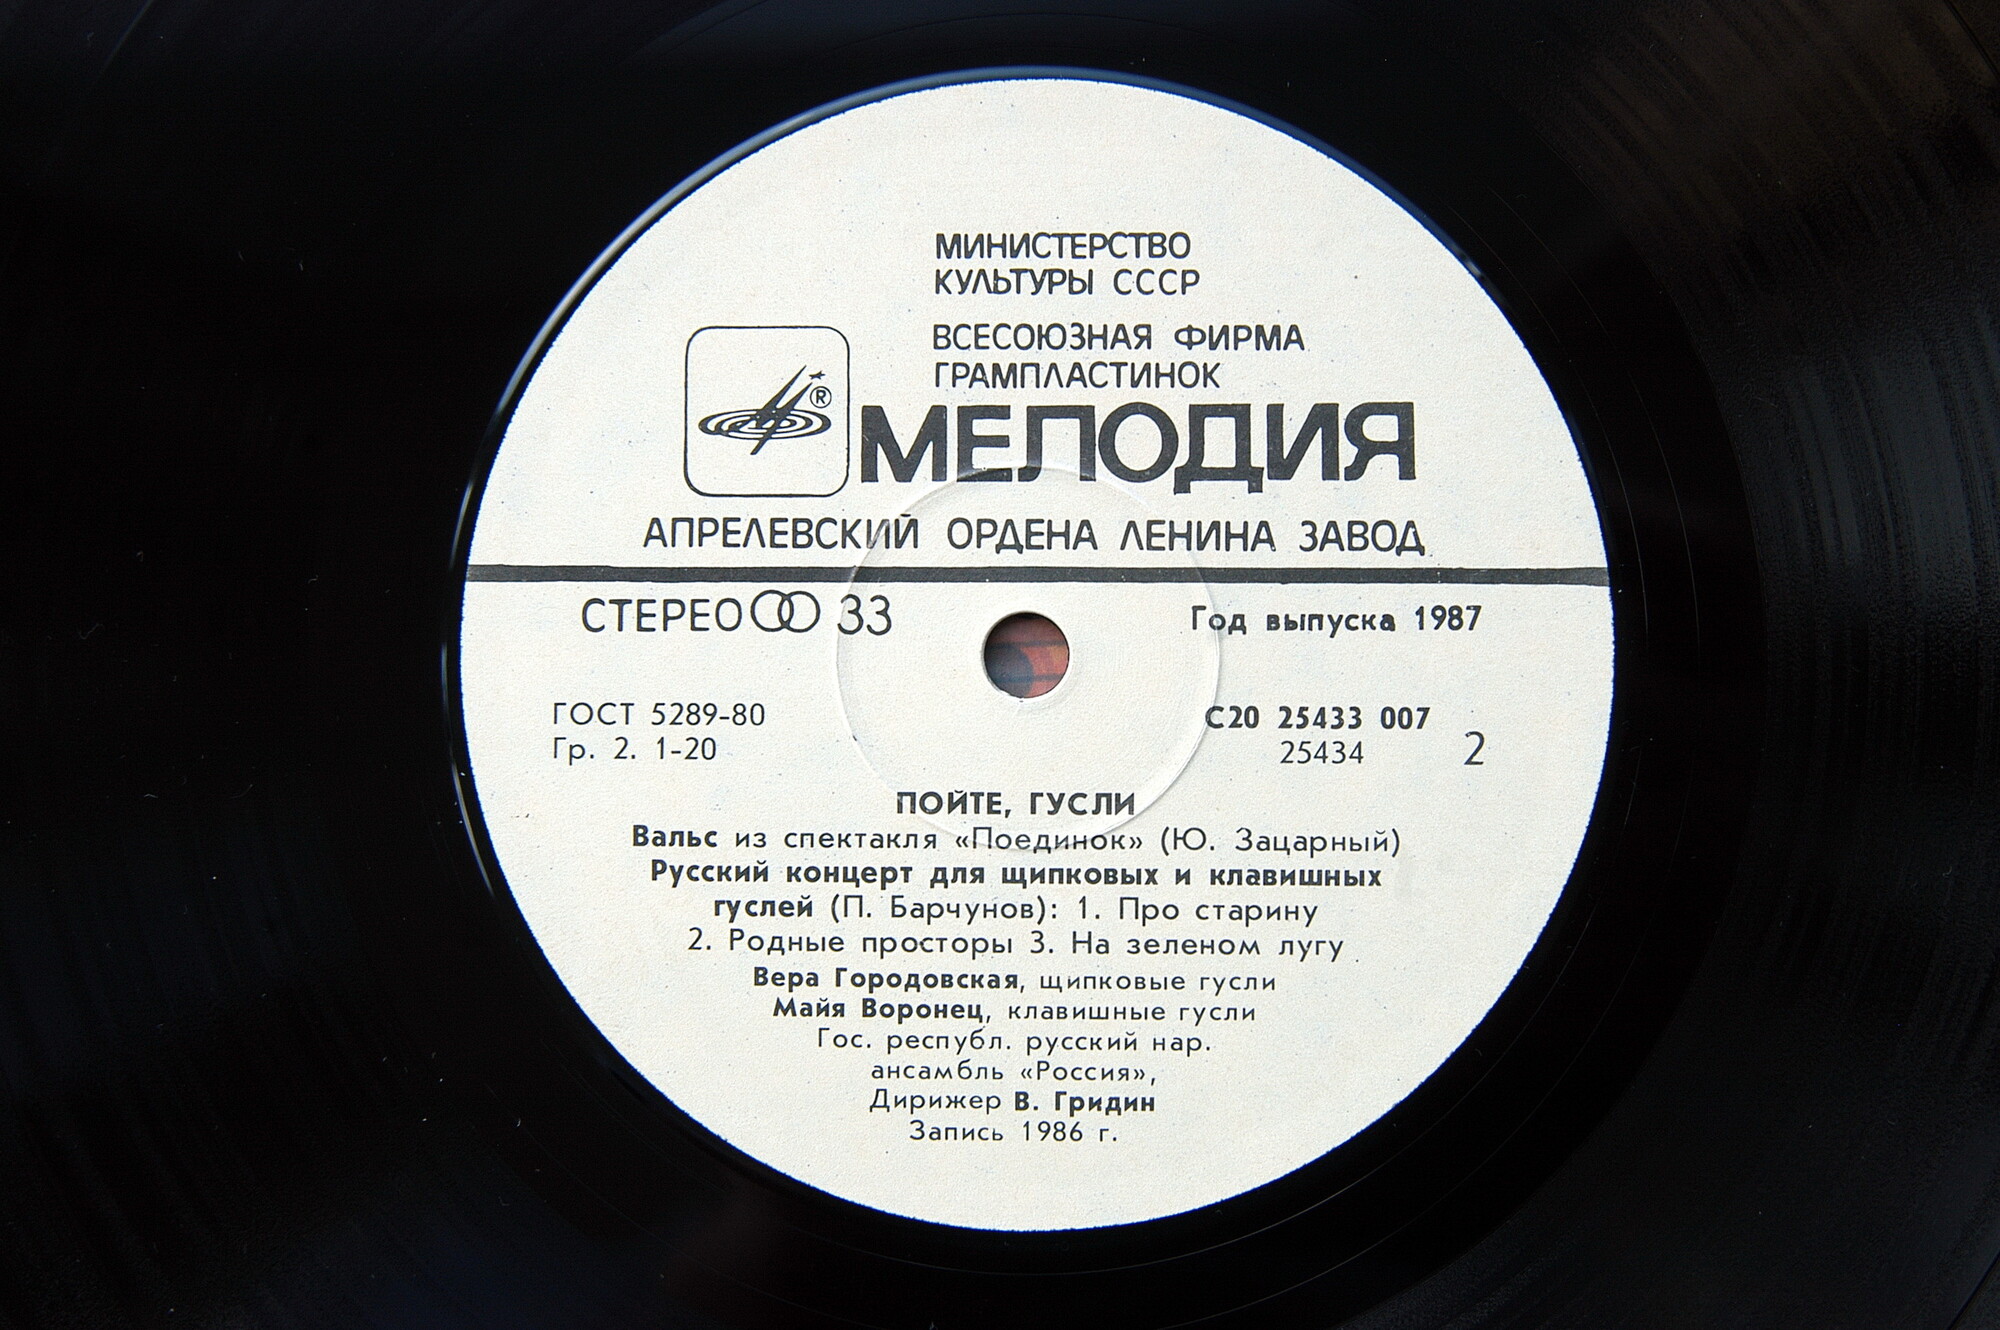 МИНИСТЕРСТВО
КУЛЬТУРЫ СССР
ВСЕСОЮЗНАЯ ФИРМА
ГРАМПЛАСТИНОК
®
МЕЛОДИЯ
АПРЕЛЕВСКИЙ ОРДЕНА ЛЕНИНА ЗАВОД
СТЕРЕО 33
Год выпуска 1987
ГОСТ 5289-80
Гр. 2. 1-20
С20 25433 007
25434
2
ПОЙТЕ, ГУСЛИ
Вальс из спектакля «Поединок» (Ю. Зацарный)
Русский концерт для щипковых и клавишных
гуслей (П. Барчунов): 1. Про старину
2. Родные просторы 3. На зеленом лугу
Вера Городовская, щипковые гусли
Майя Воронец, клавишные гусли
Гос. республ. русский нар.
ансамбль «Россия»,
Дирижер В. Гридин
Запись 1986 г.